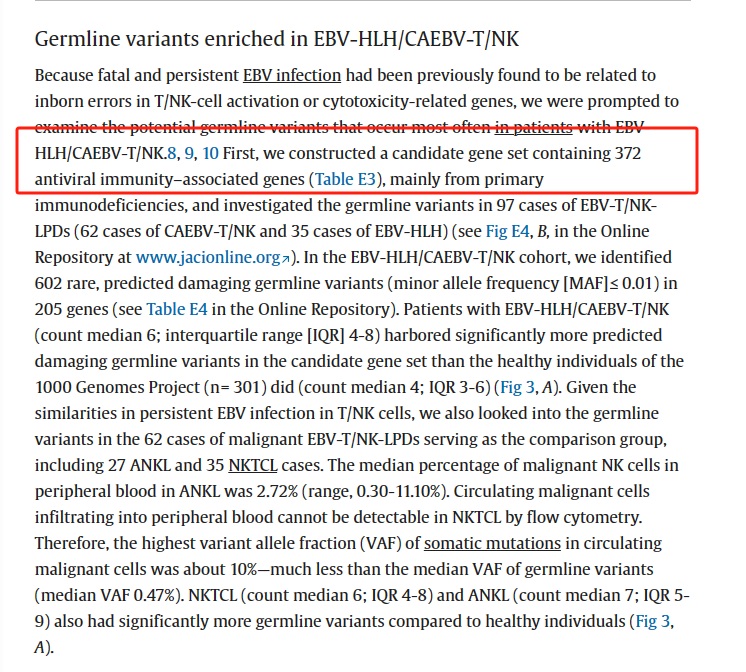 Germline variants enriched in EBV-HLH/CAEBV-T/NK
Because fatal and persistent EBV infection had been previously found to be related to
inborn errors in T/NK-cell activation or cytotoxicity-related genes, we were prompted to
examine the potential germline variants that occur most often in patients with EBV-
HLH/CAEBV-T/NK.8, 9, 10 First, we constructed a candidate gene set containing 372
antiviral immunity–associated genes (Table E3), mainly from primary
immunodeficiencies, and investigated the germline variants in 97 cases of EBV-T/NK-
LPDs (62 cases of CAEBV-T/NK and 35 cases of EBV-HLH) (see Fig E4, B, in the Online
Repository at www.jacionline.org↗). In the EBV-HLH/CAEBV-T/NK cohort, we identified
602 rare, predicted damaging germline variants (minor allele frequency [MAF]≤ 0.01) in
205 genes (see Table E4 in the Online Repository). Patients with EBV-HLH/CAEBV-T/NK
(count median 6; interquartile range [IQR] 4-8) harbored significantly more predicted
damaging germline variants in the candidate gene set than the healthy individuals of the
1000 Genomes Project (n= 301) did (count median 4; IQR 3-6) (Fig 3, A). Given the
similarities in persistent EBV infection in T/NK cells, we also looked into the germline
variants in the 62 cases of malignant EBV-T/NK-LPDs serving as the comparison group,
including 27 ANKL and 35 NKTCL cases. The median percentage of malignant NK cells in
peripheral blood in ANKL was 2.72% (range, 0.30-11.10%). Circulating malignant cells
infiltrating into peripheral blood cannot be detectable in NKTCL by flow cytometry.
Therefore, the highest variant allele fraction (VAF) of somatic mutations in circulating
malignant cells was about 10%—much less than the median VAF of germline variants
(median VAF 0.47%). NKTCL (count median 6; IQR 4-8) and ANKL (count median 7; IQR 5-
9) also had significantly more germline variants compared to healthy individuals (Fig 3,
A).